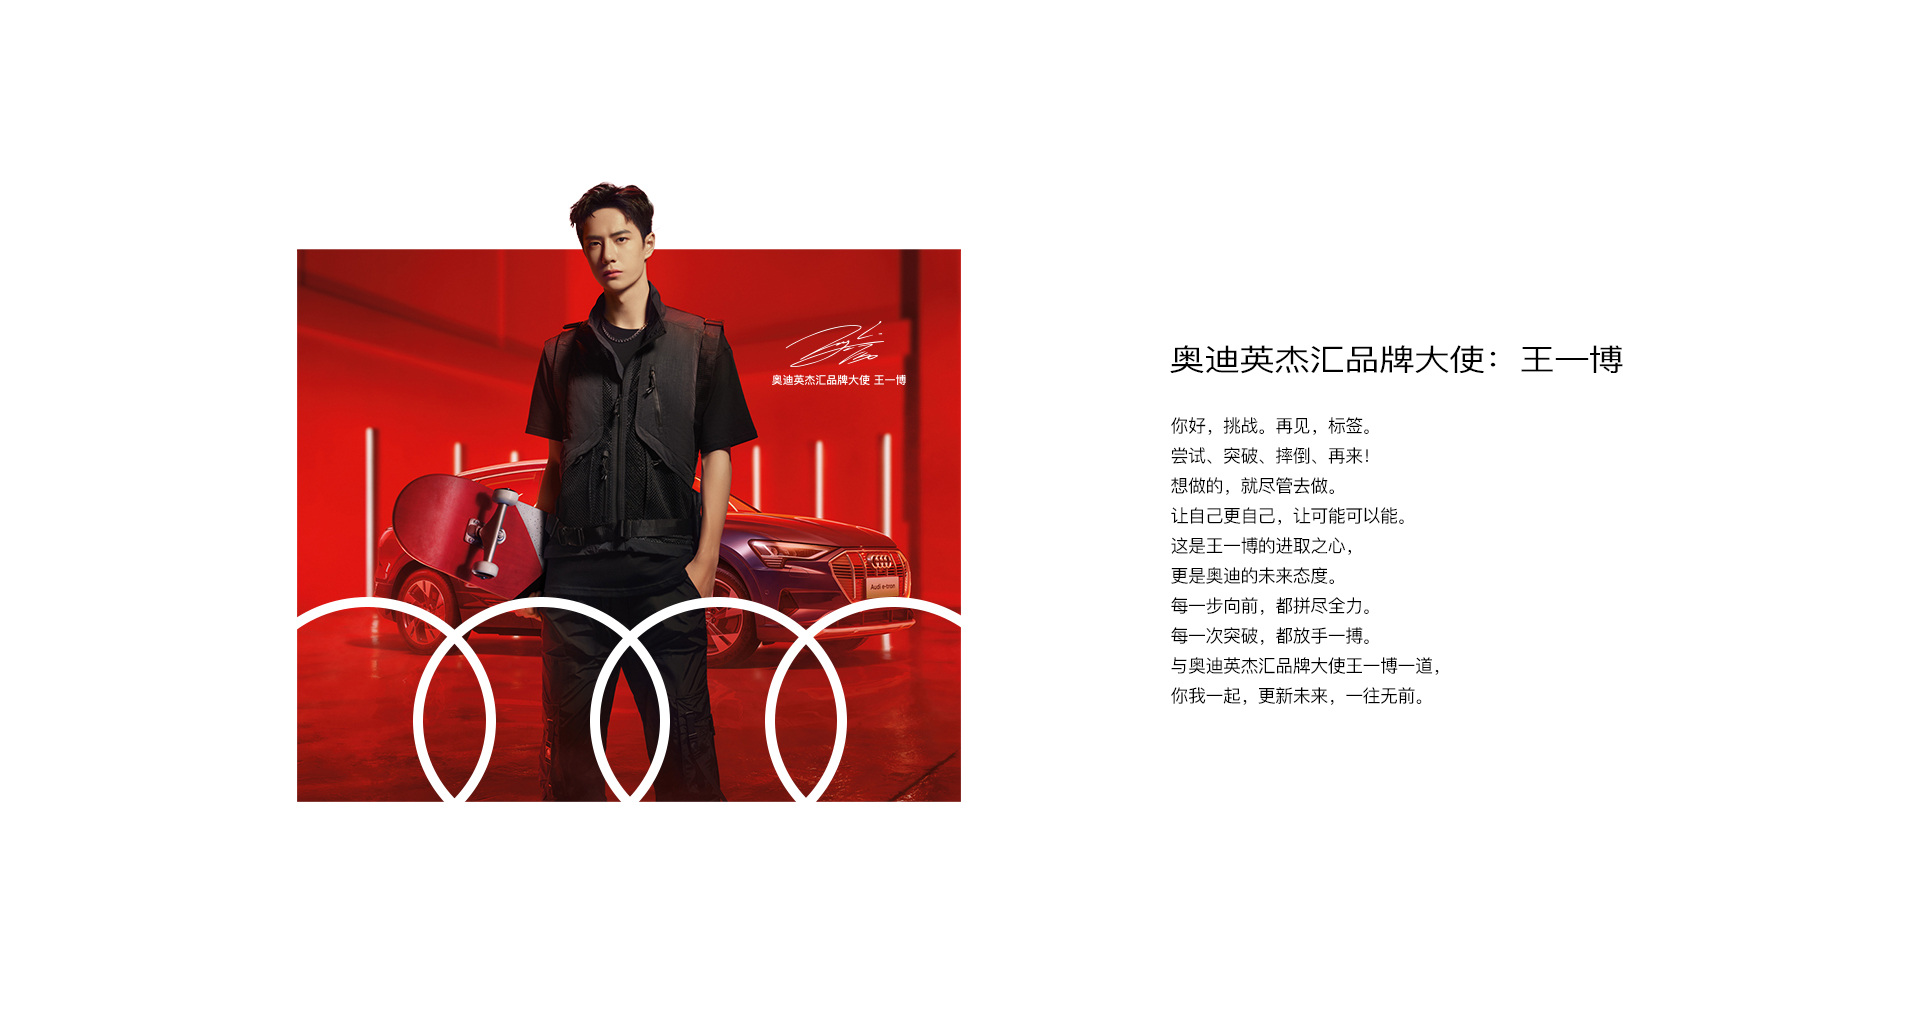 奥迪英杰汇品牌大使 王一博
Audi e-tron
奥迪英杰汇品牌大使：王一博
你好，挑战。再见，标签。
尝试、突破、摔倒、再来！
想做的，就尽管去做。
让自己更自己，让可能可以能。
这是王一博的进取之心，
更是奥迪的未来态度。
每一步向前，都拼尽全力。
每一次突破，都放手一搏。
与奥迪英杰汇品牌大使王一博一道，
你我一起，更新未来，一往无前。